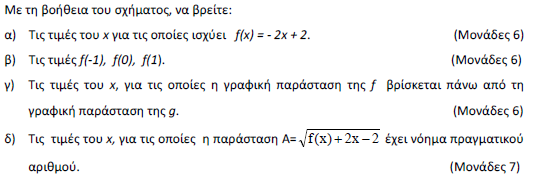 Με τη βοήθεια του σχήματος, να βρείτε:
α) Τις τιμές του x για τις οποίες ισχύει f(x) = - 2x + 2. (Μονάδες 6)
β) Τις τιμές f(-1), f(0), f(1). (Μονάδες 6)
γ) Τις τιμές του x, για τις οποίες η γραφική παράσταση της f βρίσκεται πάνω από τη
γραφική παράσταση της g. (Μονάδες 6)
δ) Τις τιμές του x, για τις οποίες η παράσταση A=√f(x)+2x−2 έχει νόημα πραγματικού
αριθμού. (Μονάδες 7)